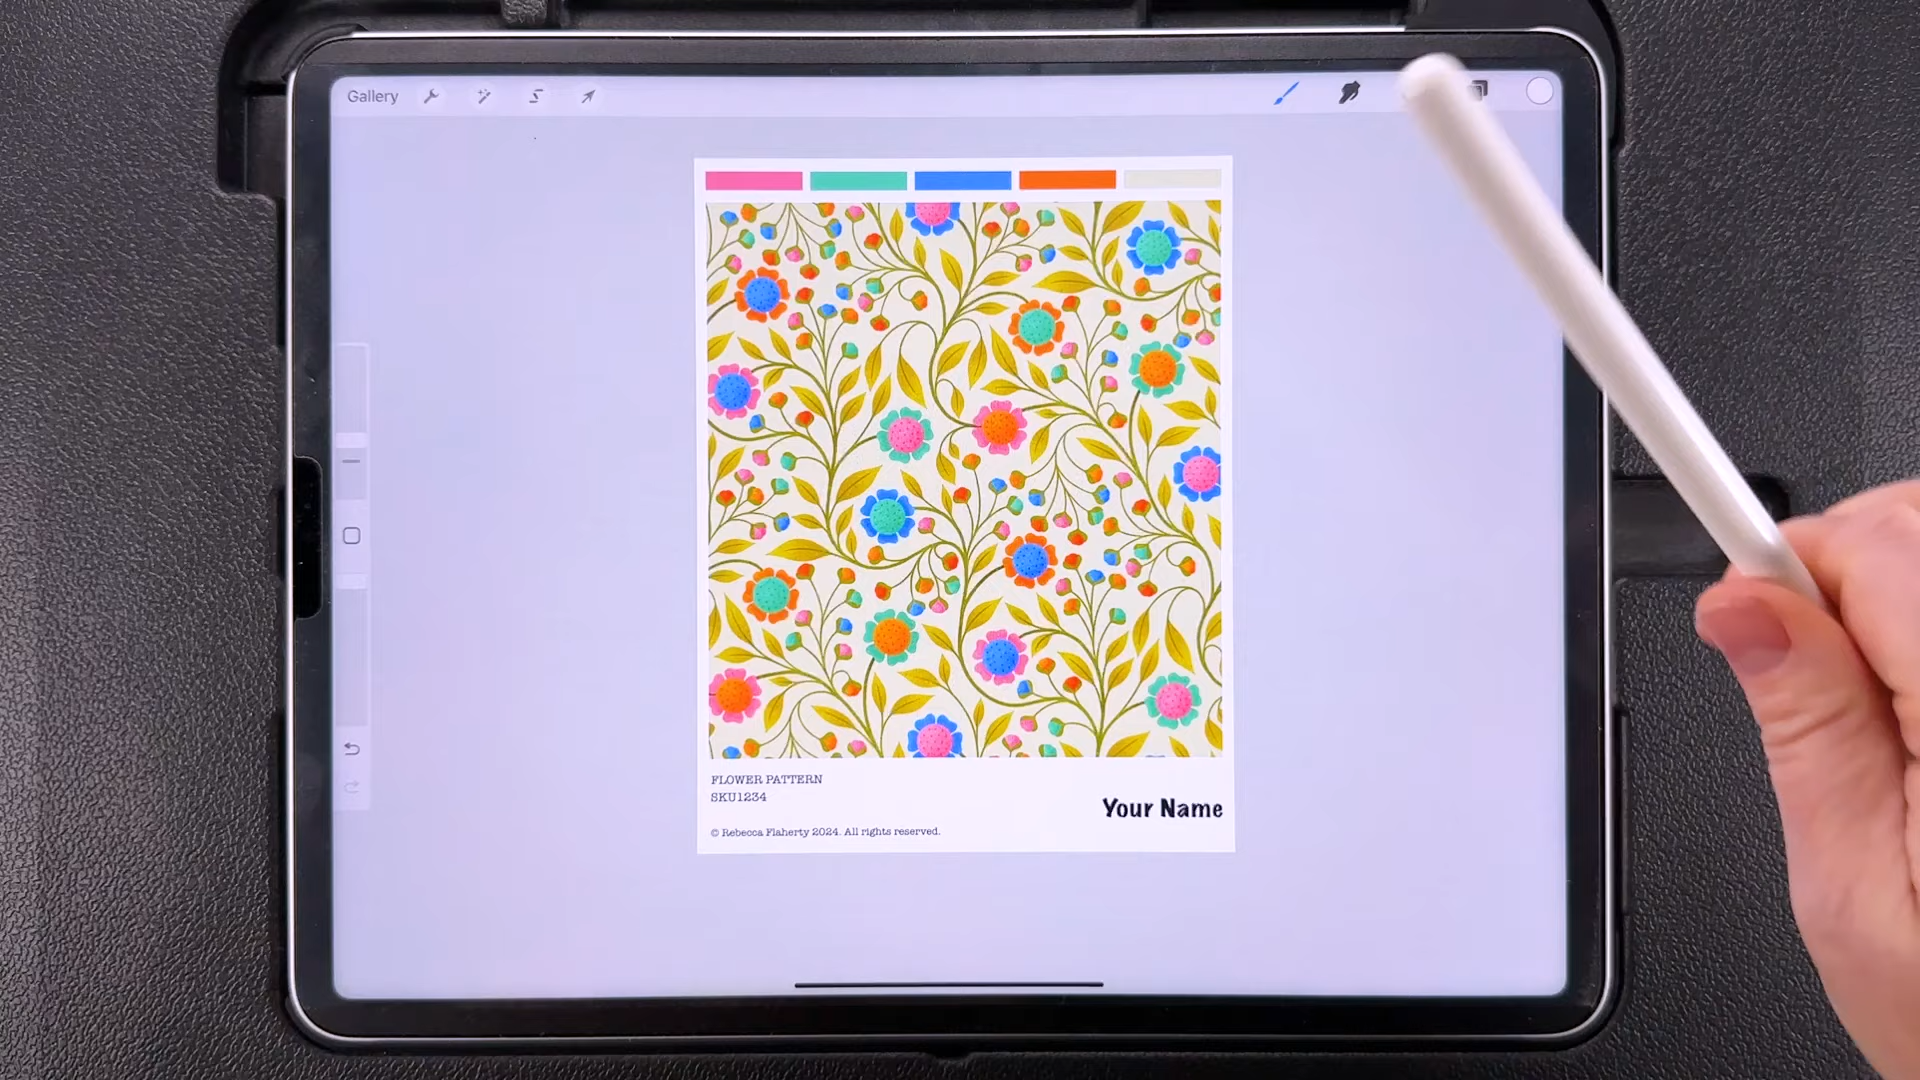 Gallery
FLOWER PATTERN
SKU1234
Your Name
© Rebecca Flaherty 2024. All rights reserved.